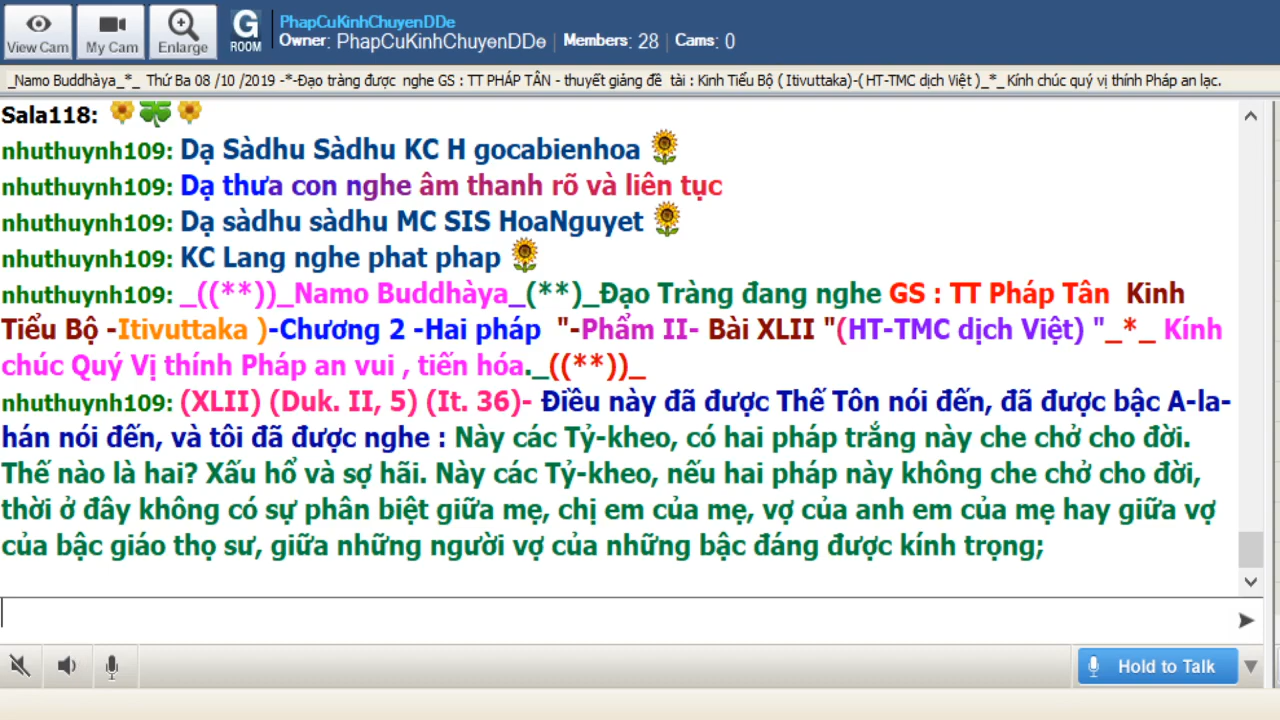 View Cam
My Cam
Enlarge
G
ROOM
PhapCuKinhChuyenDDe
Owner: PhapCuKinhChuyenDDe | Members: 28 | Cams: 0
_Namo Buddhàya_*_ Thứ Ba 08 /10 /2019 -*-Đạo tràng được nghe GS : TT PHÁP TÂN - thuyết giảng đề tài : Kinh Tiểu Bộ ( Itivuttaka)-( HT-TMC dịch Việt )_*_ Kính chúc quý vị thính Pháp an lạc.
Sala118:
nhuthuynh109: Dạ Sàdhu Sàdhu KC H gocabienhoa
nhuthuynh109: Dạ thưa con nghe âm thanh rõ và liên tục
nhuthuynh109: Dạ sàdhu sàdhu MC SIS HoaNguyet
nhuthuynh109: KC Lang nghe phat phap
nhuthuynh109: _((**))_Namo Buddhàya_(**)_Đạo Tràng đang nghe GS : TT Pháp Tân Kinh
Tiểu Bộ -Itivuttaka )-Chương 2 -Hai pháp "-Phẩm II- Bài XLII "(HT-TMC dịch Việt) "_*_ Kính
chúc Quý Vị thính Pháp an vui , tiến hóa._((**))_
nhuthuynh109: (XLII) (Duk. II, 5) (It. 36)- Điều này đã được Thế Tôn nói đến, đã được bậc A-la-
hán nói đến, và tôi đã được nghe : Này các Tỷ-kheo, có hai pháp trắng này che chở cho đời.
Thế nào là hai? Xấu hổ và sợ hãi. Này các Tỷ-kheo, nếu hai pháp này không che chở cho đời,
thời ở đây không có sự phân biệt giữa mẹ, chị em của mẹ, vợ của anh em của mẹ hay giữa vợ
của bậc giáo thọ sư, giữa những người vợ của những bậc đáng được kính trọng;
Hold to Talk